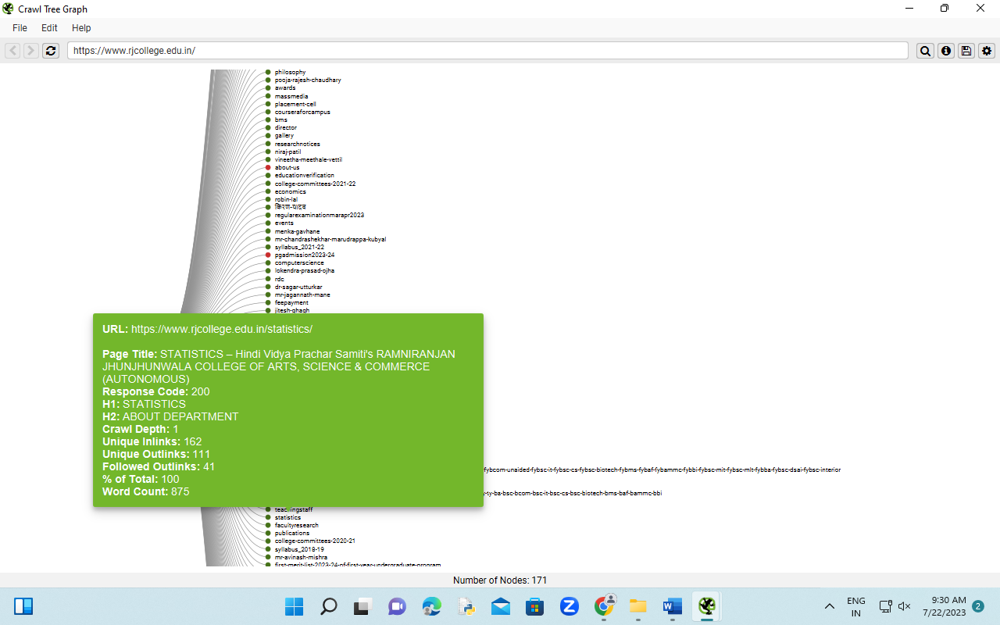 Crawl Tree Graph
File Edit Help
https://www.rjcollege.edu.in/
philosophy
pooja-rajesh-chaudhary
awards
massmedia
placement-cell
courseraforcampus
bms
director
gallery
researchnotices
niraj-patil
vineetha-meethale-vettil
about-us
educationverification
college-committees-2021-22
economics
robin-lal
किरण-यादव
regularexaminationmarapr2023
events
menka-gavhane
mr-chandrashekhar-marudrappa-kubyal
syllabus_2021-22
pgadmission2023-24
computerscience
lokendra-prasad-ojha
rdc
dr-sagar-utturkar
mr-jagannath-mane
feepayment
jitesh-ghagh
URL: https://www.rjcollege.edu.in/statistics/
Page Title: STATISTICS – Hindi Vidya Prachar Samiti's RAMNIRANJAN
JHUNJHUNWALA COLLEGE OF ARTS, SCIENCE & COMMERCE
(AUTONOMOUS)
Response Code: 200
H1: STATISTICS
H2: ABOUT DEPARTMENT
Crawl Depth: 1
Unique Inlinks: 162
Unique Outlinks: 111
Followed Outlinks: 41
% of Total: 100
Word Count: 875
fybcom-unaided-fybsc-it-fybsc-cs-fybsc-biotech-fybms-fybaf-fybammc-fybbi-fybsc-mit-fybsc-mlt-fybba-fybsc-dsai-fybsc-interior
y-ty-ba-bsc-bcom-bsc-it-bsc-cs-bsc-biotech-bms-baf-bammc-bbi
teachingstaff
statistics
facultyresearch
publications
college-committees-2020-21
syllabus_2018-19
mr-avinash-mishra
first-merit-list-2023-24-of-first-year-undergraduate-program
Number of Nodes: 171
ENG
IN
9:30 AM
7/22/2023
2